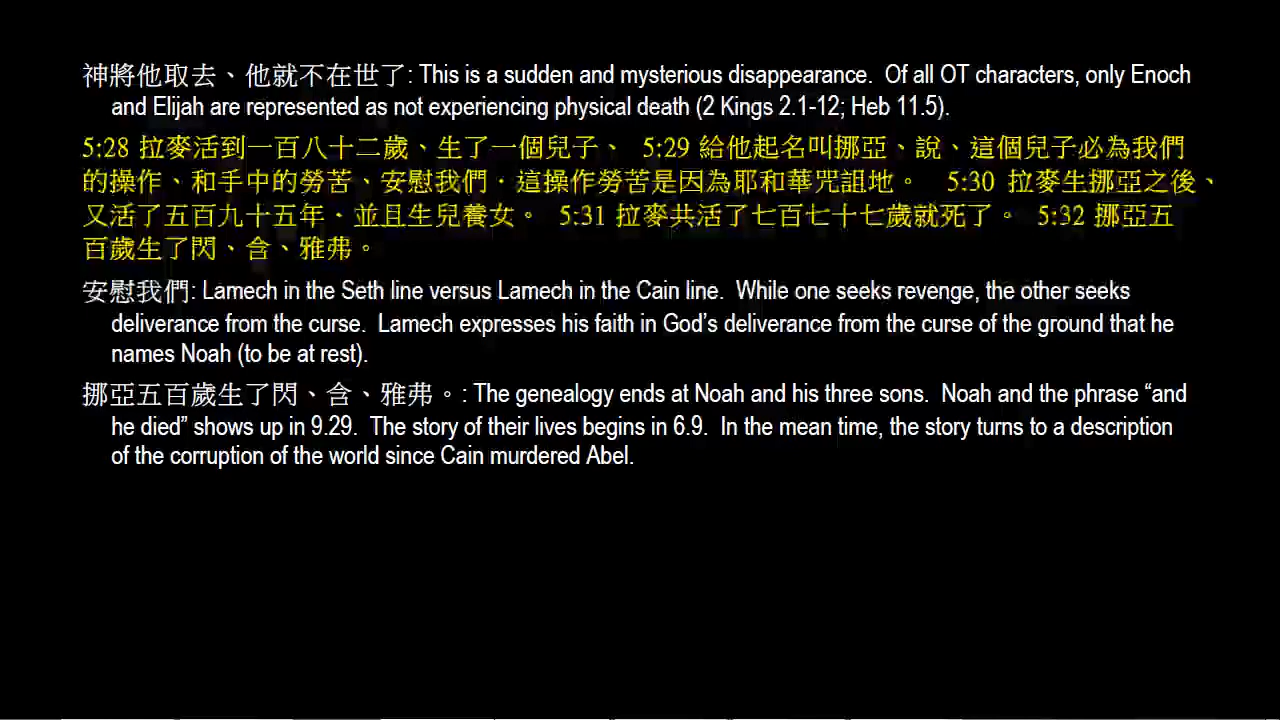 神將他取去、他就不在世了: This is a sudden and mysterious disappearance.  Of all OT characters, only Enoch
and Elijah are represented as not experiencing physical death (2 Kings 2.1-12; Heb 11.5).
5:28 拉麥活到一百八十二歲、生了一個兒子、 5:29 給他起名叫挪亞、說、這個兒子必為我們
的操作、和手中的勞苦、安慰我們．這操作勞苦是因為耶和華咒詛地。 5:30 拉麥生挪亞之後、
又活了五百九十五年、並且生兒養女。 5:31 拉麥共活了七百七十七歲就死了。 5:32 挪亞五
百歲生了閃、含、雅弗。
安慰我們: Lamech in the Seth line versus Lamech in the Cain line.  While one seeks revenge, the other seeks
deliverance from the curse.  Lamech expresses his faith in God’s deliverance from the curse of the ground that he
names Noah (to be at rest).
挪亞五百歲生了閃、含、雅弗。: The genealogy ends at Noah and his three sons.  Noah and the phrase “and
he died” shows up in 9.29.  The story of their lives begins in 6.9.  In the mean time, the story turns to a description
of the corruption of the world since Cain murdered Abel.